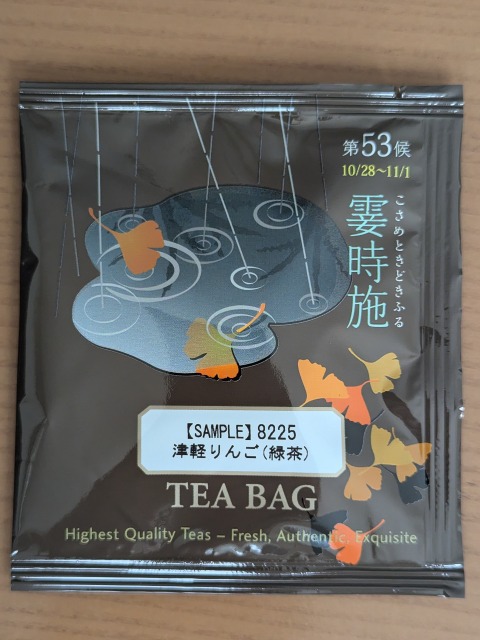 第53候
10/28~11/1
霎時施
こさめときどきふる
【SAMPLE】8225
津軽りんご(緑茶)
TEA BAG
Highest Quality Teas – Fresh, Authentic, Exquisite